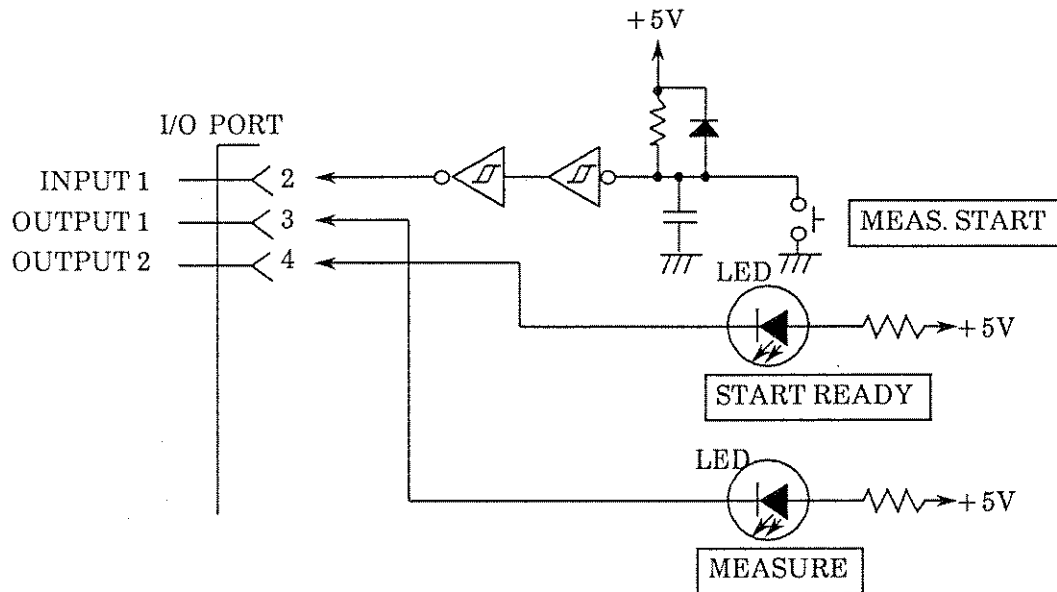 +5V
I/O PORT
INPUT 1
2
OUTPUT 1
3
MEAS. START
OUTPUT 2
4
LED
+5V
START READY
LED
+5V
MEASURE